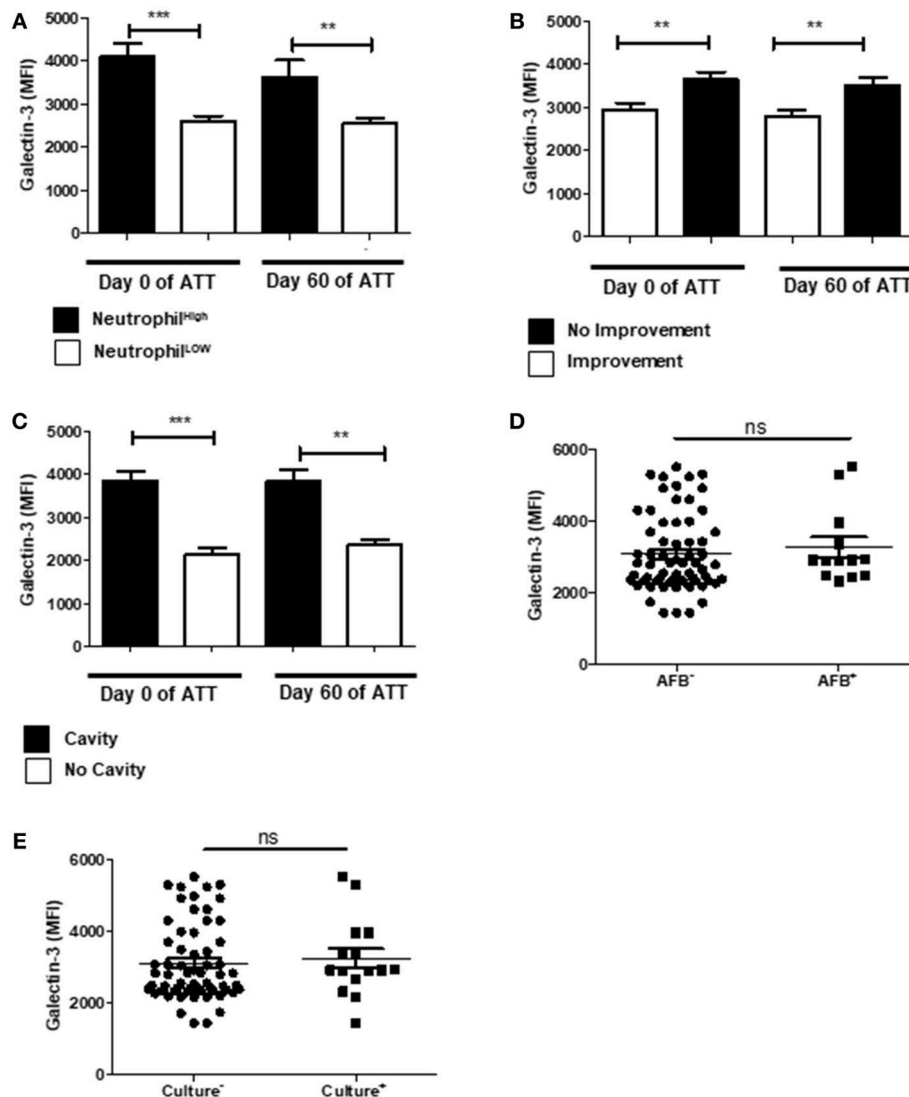 A
***
**
Galectin-3 (MFI)
5000
4000
3000
2000
1000
0
Day 0 of ATT
Day 60 of ATT
Neutrophil^High
Neutrophil^LOW
B
**
**
Galectin-3 (MFI)
5000
4000
3000
2000
1000
0
Day 0 of ATT
Day 60 of ATT
No Improvement
Improvement
C
***
**
Galectin-3 (MFI)
5000
4000
3000
2000
1000
0
Day 0 of ATT
Day 60 of ATT
Cavity
No Cavity
D
ns
Galectin-3 (MFI)
6000
4000
2000
0
AFB⁻
AFB⁺
E
ns
Galectin-3 (MFI)
6000
4000
2000
0
Culture⁻
Culture⁺